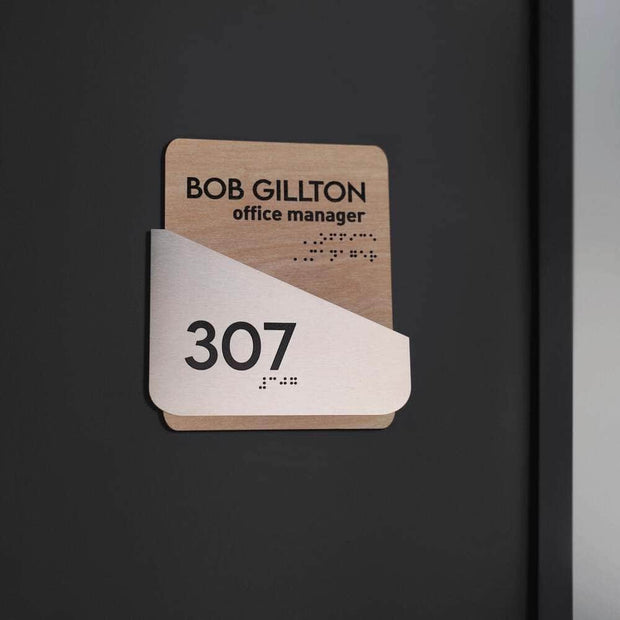 BOB GILLTON
office manager
307
⠼⠉⠚⠛